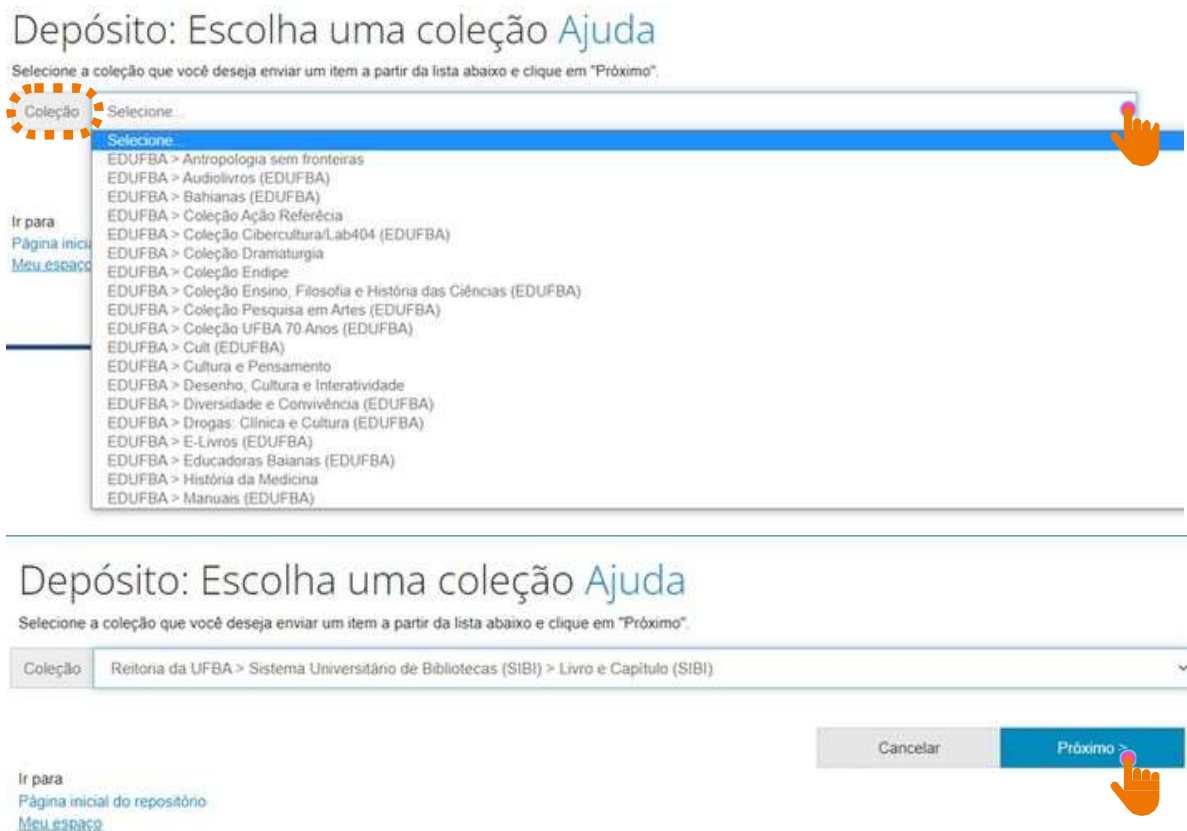 Depósito: Escolha uma coleção Ajuda
Selecione a coleção que você deseja enviar um item a partir da lista abaixo e clique em "Próximo".
Coleção Selecione...
Selecione...
EDUFBA > Antropologia sem fronteiras
EDUFBA > Audiolivros (EDUFBA)
EDUFBA > Bahianas (EDUFBA)
EDUFBA > Coleção Ação Referêcia
EDUFBA > Coleção Cibercultura/Lab404 (EDUFBA)
EDUFBA > Coleção Dramaturgia
EDUFBA > Coleção Endipe
EDUFBA > Coleção Ensino, Filosofia e História das Ciências (EDUFBA)
EDUFBA > Coleção Pesquisa em Artes (EDUFBA)
EDUFBA > Coleção UFBA 70 Anos (EDUFBA)
EDUFBA > Cult (EDUFBA)
EDUFBA > Cultura e Pensamento
EDUFBA > Desenho, Cultura e Interatividade
EDUFBA > Diversidade e Convivência (EDUFBA)
EDUFBA > Drogas: Clínica e Cultura (EDUFBA)
EDUFBA > E-Livros (EDUFBA)
EDUFBA > Educadoras Baianas (EDUFBA)
EDUFBA > História da Medicina
EDUFBA > Manuais (EDUFBA)
Ir para
Página inici
Meu espaço
Depósito: Escolha uma coleção Ajuda
Selecione a coleção que você deseja enviar um item a partir da lista abaixo e clique em "Próximo".
Coleção Reitoria da UFBA > Sistema Universitário de Bibliotecas (SIBI) > Livro e Capítulo (SIBI)
Cancelar Próximo >
Ir para
Página inicial do repositório
Meu espaço